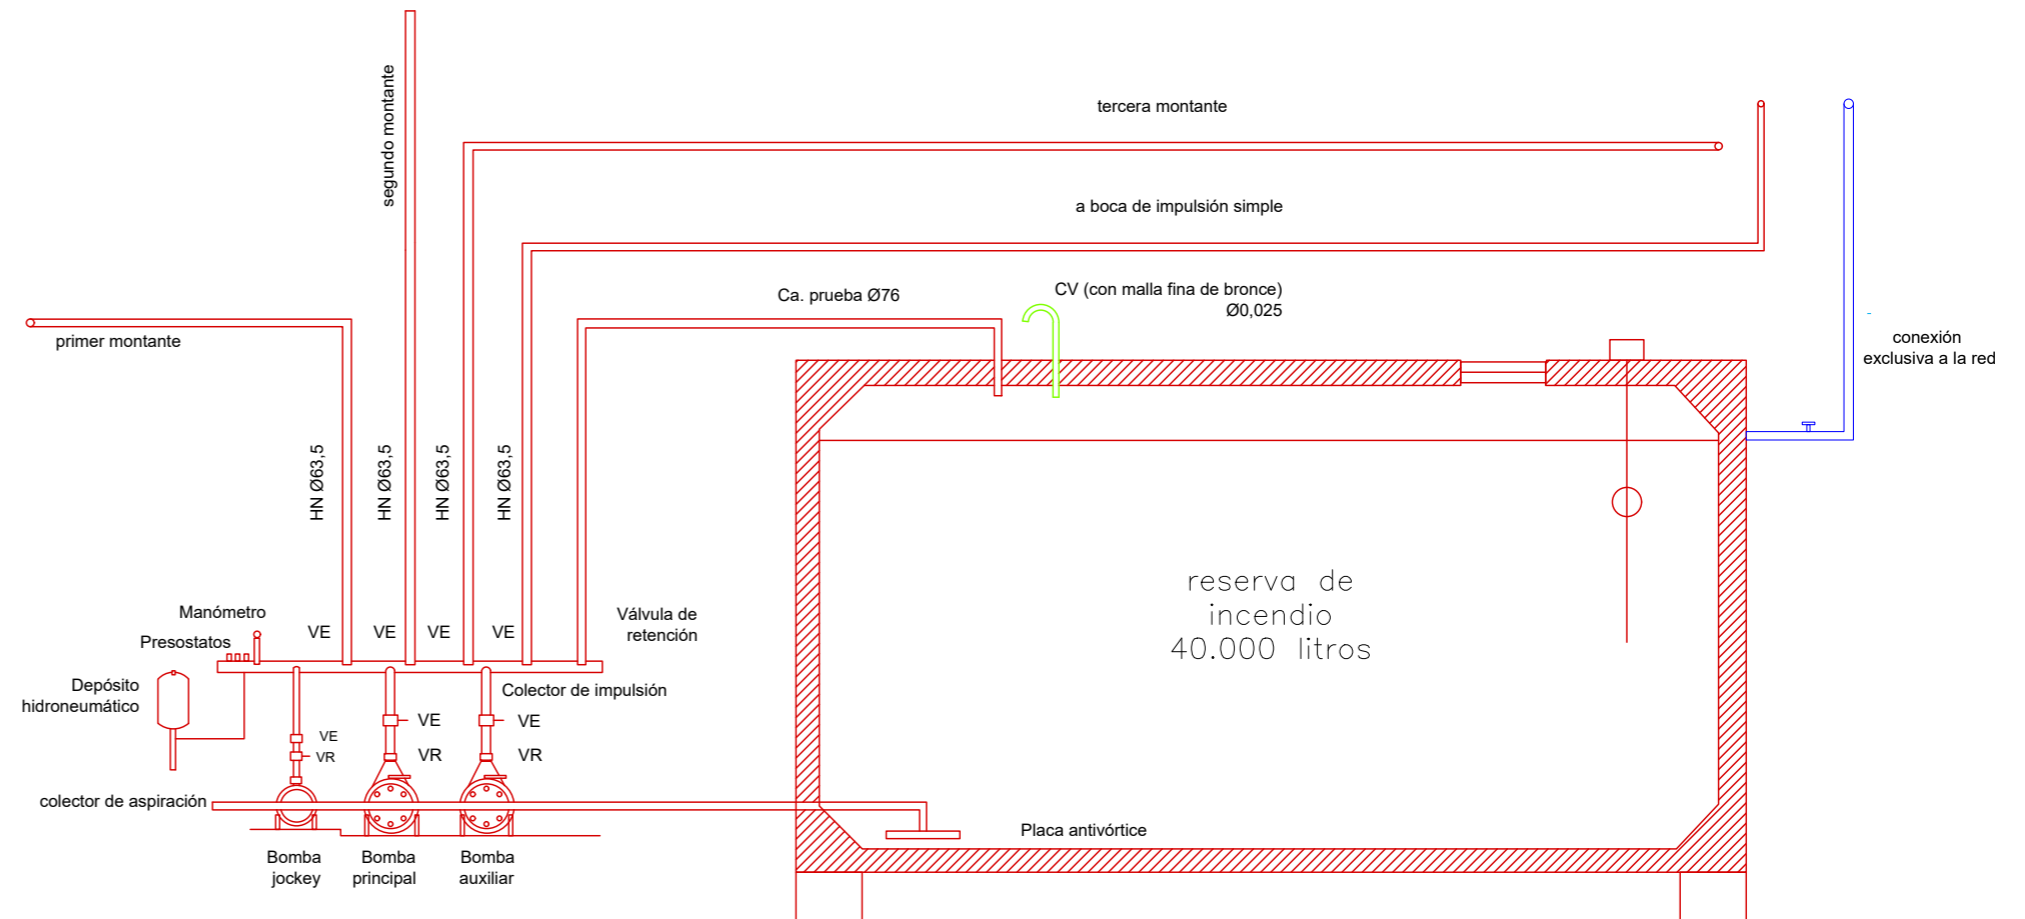 segundo montante
tercera montante
a boca de impulsión simple
Ca. prueba Ø76
CV (con malla fina de bronce)
Ø0,025
primer montante
conexión
exclusiva a la red
HN Ø63,5
HN Ø63,5
HN Ø63,5
HN Ø63,5
reserva de
incendio
40.000 litros
Manómetro
Presostatos
VE
VE
VE
VE
Válvula de
retención
Depósito
hidroneumático
Colector de impulsión
VE
VR
VE
VR
VE
VR
colector de aspiración
Placa antivórtice
Bomba
jockey
Bomba
principal
Bomba
auxiliar